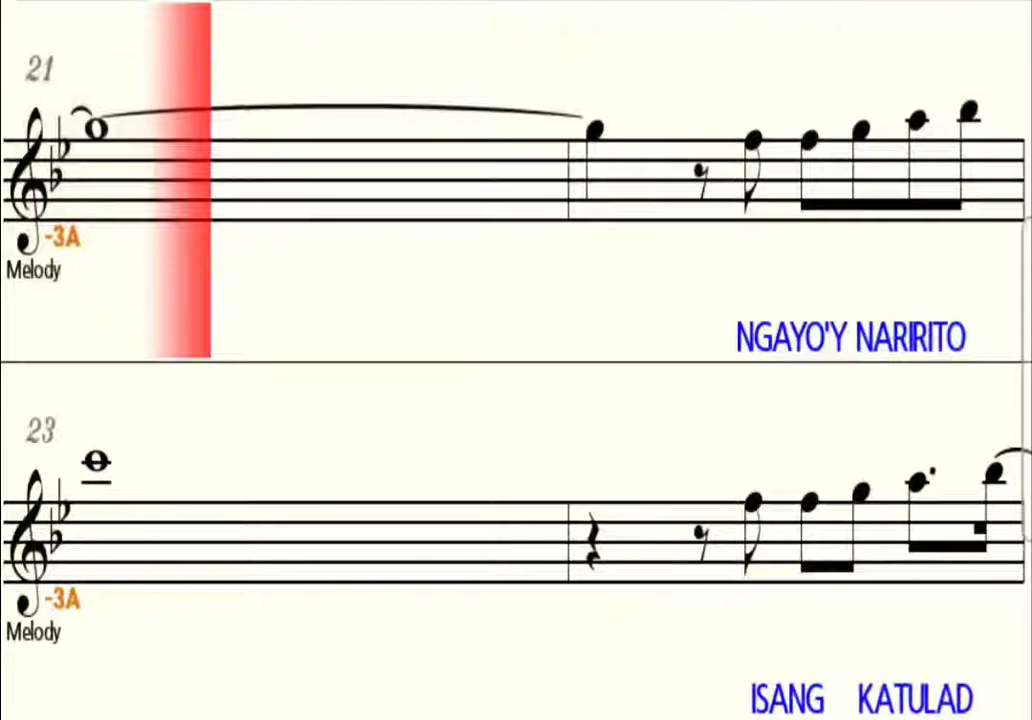 21
-3A
Melody
NGAYO'Y NARIRITO
23
-3A
Melody
ISANG KATULAD